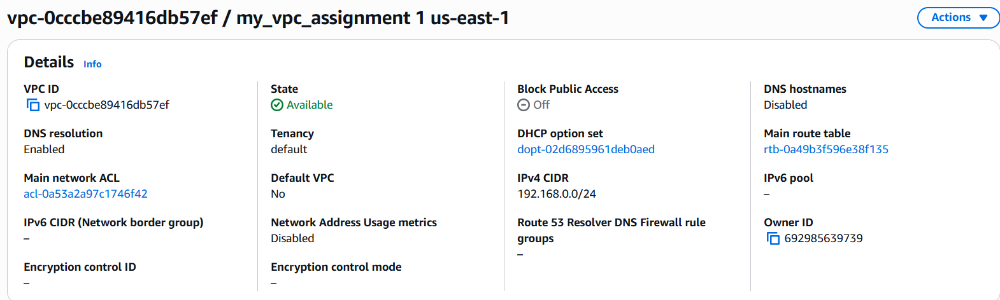 vpc-0cccbe89416db57ef / my_vpc_assignment 1 us-east-1
Actions
Details Info
VPC ID
vpc-0cccbe89416db57ef
State
Available
Block Public Access
Off
DNS hostnames
Disabled
DNS resolution
Enabled
Tenancy
default
DHCP option set
dopt-02d6895961deb0aed
Main route table
rtb-0a49b3f596e38f135
Main network ACL
acl-0a53a2a97c1746f42
Default VPC
No
IPv4 CIDR
192.168.0.0/24
IPv6 pool
–
IPv6 CIDR (Network border group)
–
Network Address Usage metrics
Disabled
Route 53 Resolver DNS Firewall rule
groups
–
Owner ID
692985639739
Encryption control ID
–
Encryption control mode
–